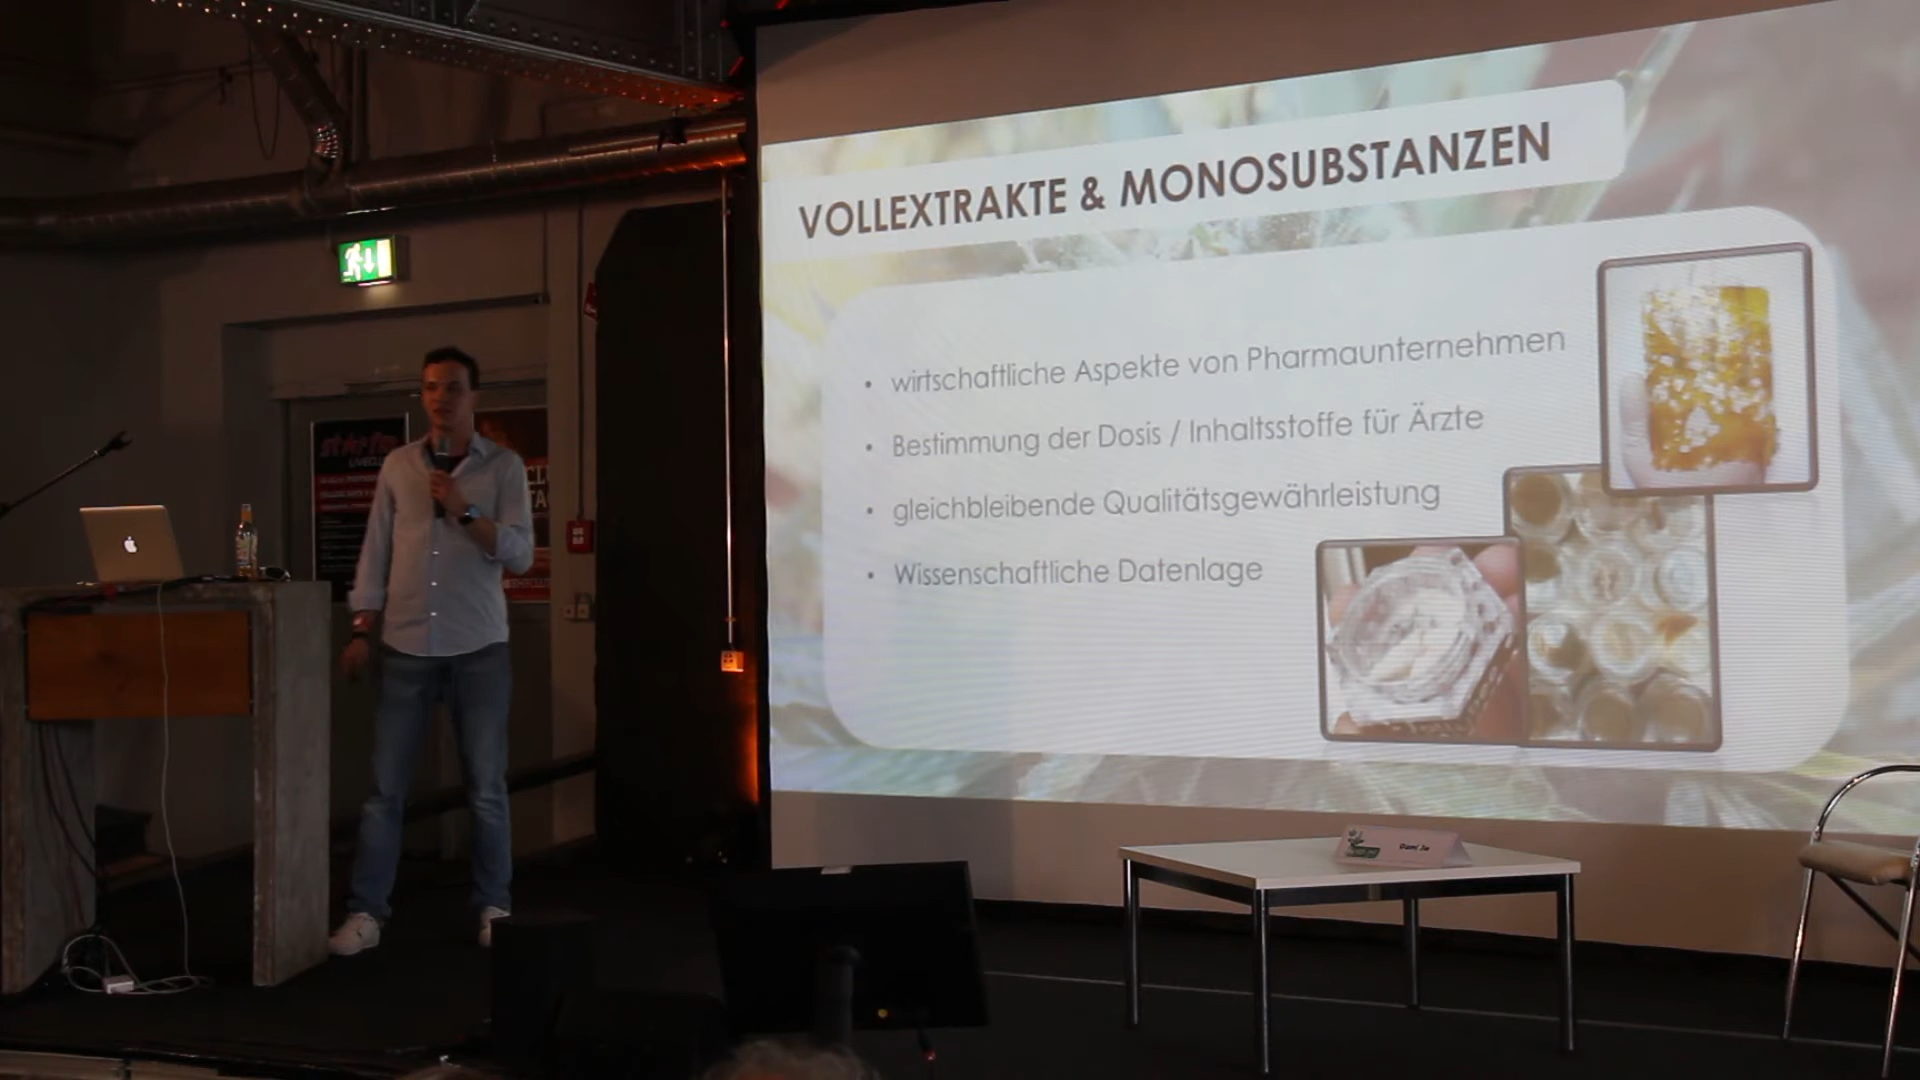 VOLLEXTRAKTE & MONOSUBSTANZEN
• wirtschaftliche Aspekte von Pharmaunternehmen
• Bestimmung der Dosis / Inhaltsstoffe für Ärzte
• gleichbleibende Qualitätsgewährleistung
• Wissenschaftliche Datenlage